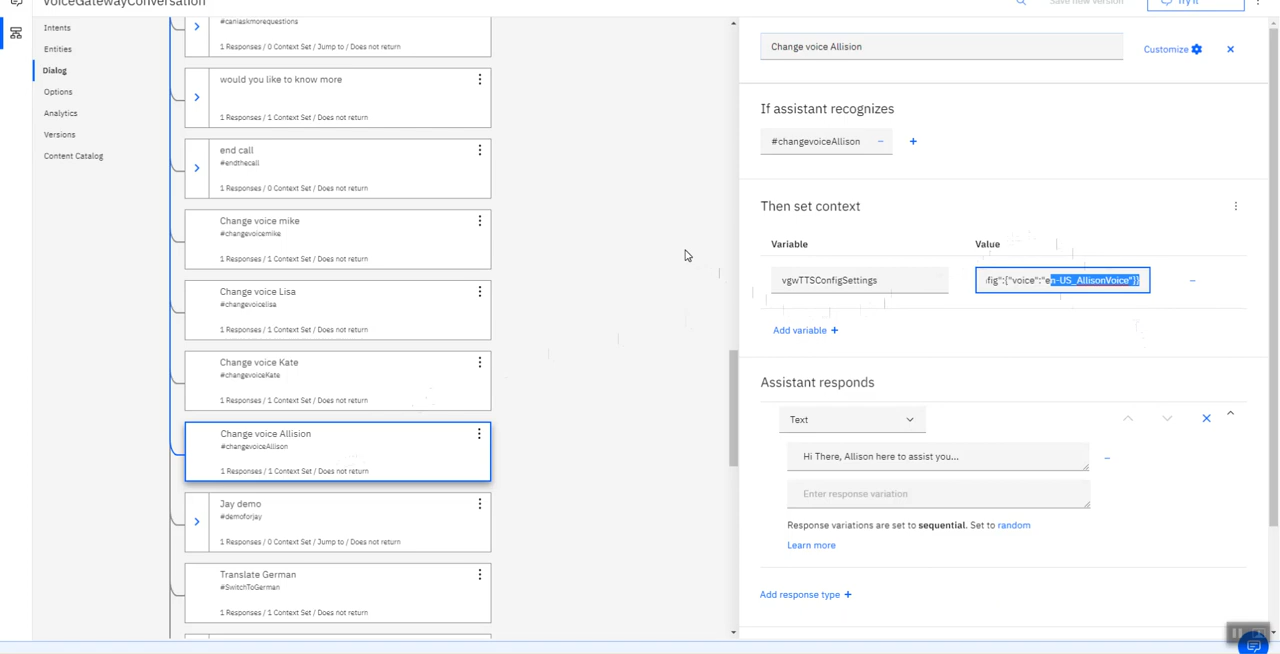 VoiceGatewayConversation
Save new version
Try it
Intents
Entities
Dialog
Options
Analytics
Versions
Content Catalog
#caniaskmorequestions
1 Responses / 0 Context Set / Jump to / Does not return
would you like to know more
1 Responses / 1 Context Set / Does not return
end call
#endthecall
1 Responses / 0 Context Set / Does not return
Change voice mike
#changevoicemike
1 Responses / 1 Context Set / Does not return
Change voice Lisa
#changevoicelisa
1 Responses / 1 Context Set / Does not return
Change voice Kate
#changevoiceKate
1 Responses / 1 Context Set / Does not return
Change voice Allision
#changevoiceAllison
1 Responses / 1 Context Set / Does not return
Jay demo
#demoforjay
1 Responses / 0 Context Set / Jump to / Does not return
Translate German
#SwitchToGerman
1 Responses / 1 Context Set / Does not return
Change voice Allision
Customize
If assistant recognizes
#changevoiceAllison
Then set context
Variable
Value
vgwTTSConfigSettings
fig":{"voice":"en-US_AllisonVoice"}}
Add variable +
Assistant responds
Text
Hi There, Allison here to assist you...
Enter response variation
Response variations are set to sequential. Set to random
Learn more
Add response type +